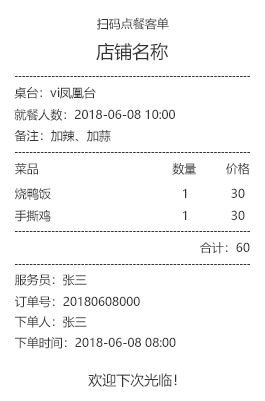 扫码点餐客单
店铺名称
桌台：vi凤凰台
就餐人数：2018-06-08 10:00
备注：加辣、加蒜
菜品 数量 价格
烧鸭饭 1 30
手撕鸡 1 30
合计：60
服务员：张三
订单号：20180608000
下单人：张三
下单时间：2018-06-08 08:00
欢迎下次光临！